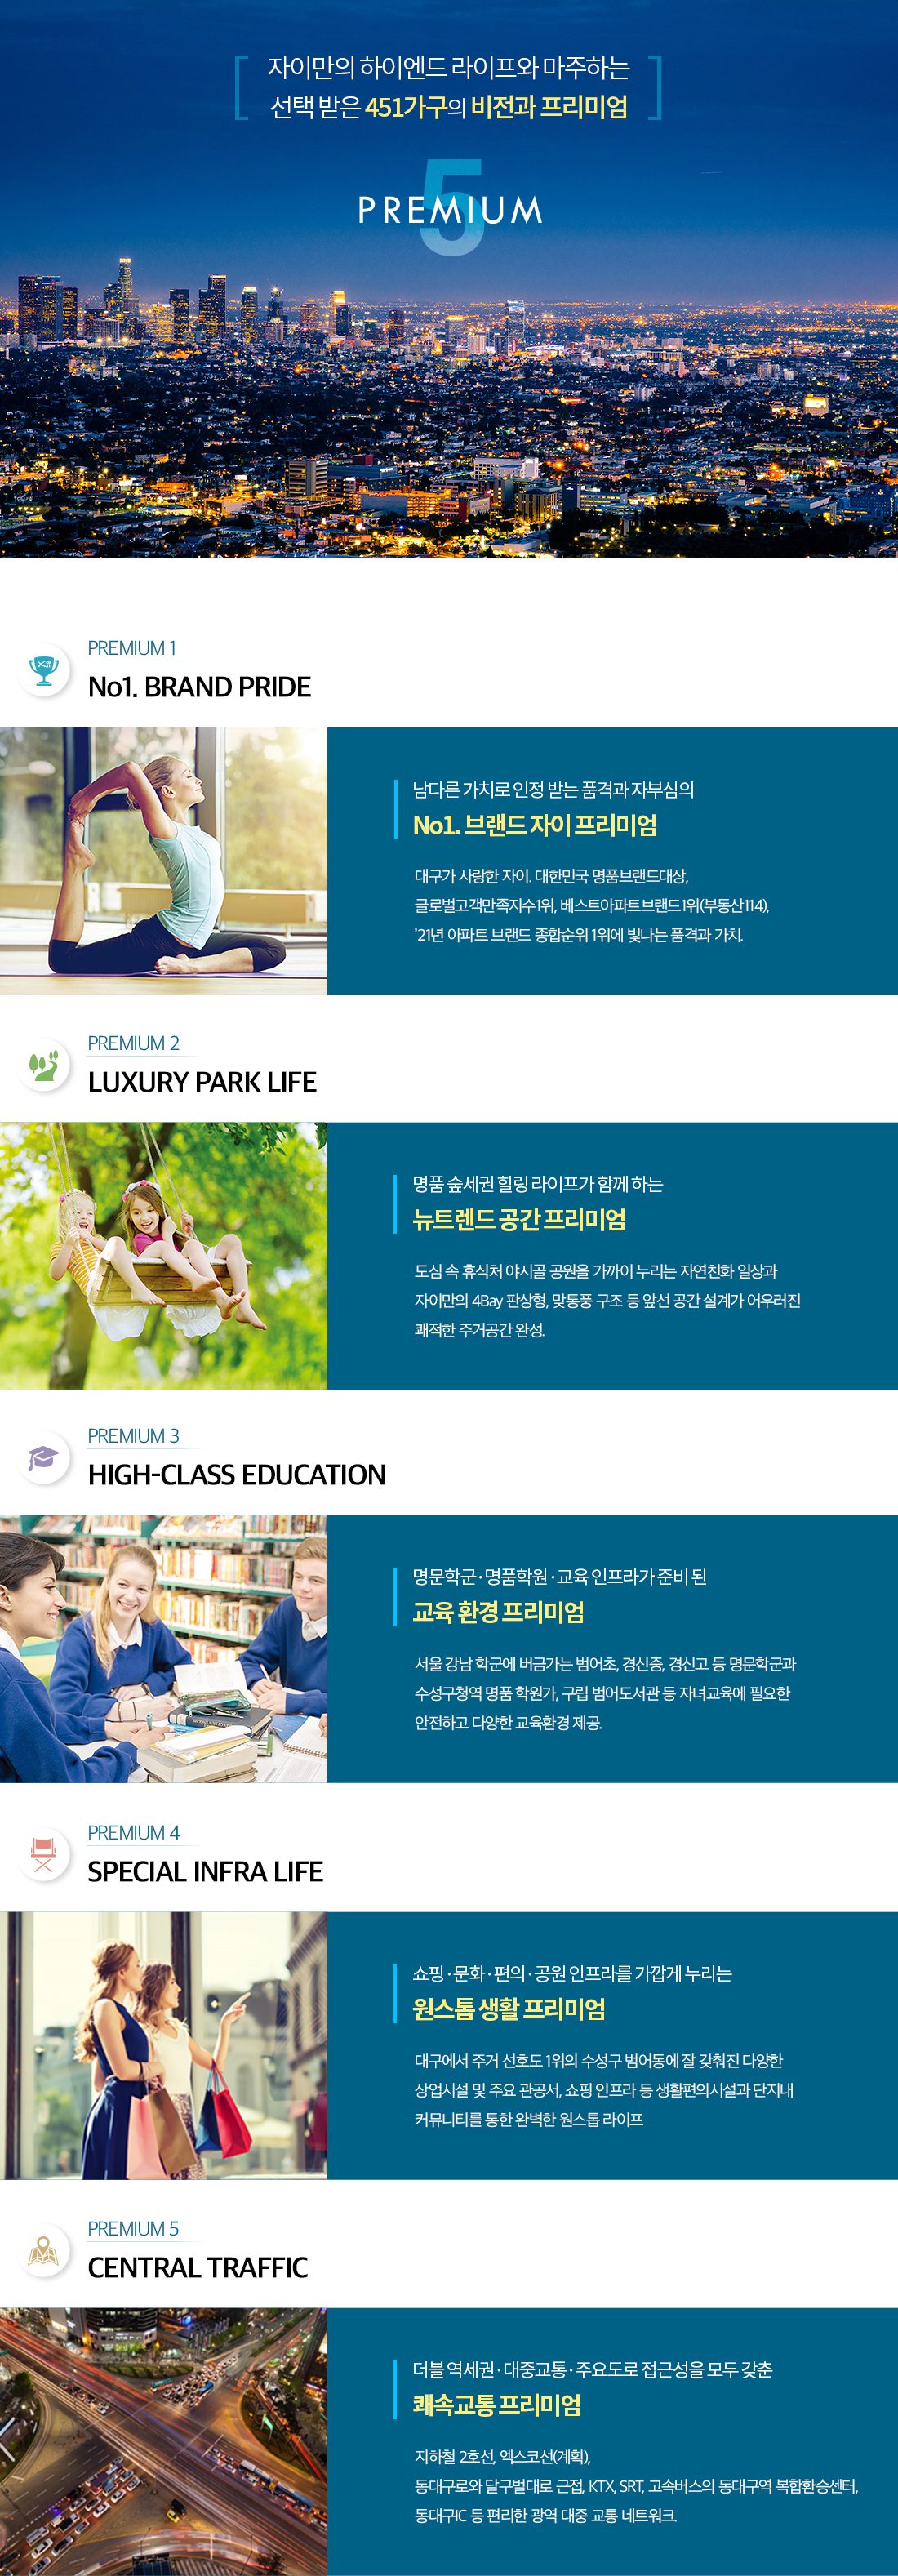 자이만의 하이엔드 라이프와 마주하는
선택 받은 451가구의 비전과 프리미엄
5
PREMIUM
PREMIUM 1
No1. BRAND PRIDE
남다른 가치로 인정 받는 품격과 자부심의
No1. 브랜드 자이 프리미엄
대구가 사랑한 자이. 대한민국 명품브랜드대상,
글로벌고객만족지수1위, 베스트아파트브랜드1위(부동산114),
'21년 아파트 브랜드 종합순위 1위에 빛나는 품격과 가치.
PREMIUM 2
LUXURY PARK LIFE
명품 숲세권 힐링 라이프가 함께 하는
뉴트렌드 공간 프리미엄
도심 속 휴식처 야시골 공원을 가까이 누리는 자연친화 일상과
자이만의 4Bay 판상형, 맞통풍 구조 등 앞선 공간 설계가 어우러진
쾌적한 주거공간 완성.
PREMIUM 3
HIGH-CLASS EDUCATION
명문학군·명품학원·교육 인프라가 준비 된
교육 환경 프리미엄
서울 강남 학군에 버금가는 범어초, 경신중, 경신고 등 명문학군과
수성구청역 명품 학원가, 구립 범어도서관 등 자녀교육에 필요한
안전하고 다양한 교육환경 제공.
PREMIUM 4
SPECIAL INFRA LIFE
쇼핑·문화·편의·공원 인프라를 가깝게 누리는
원스톱 생활 프리미엄
대구에서 주거 선호도 1위의 수성구 범어동에 잘 갖춰진 다양한
상업시설 및 주요 관공서, 쇼핑 인프라 등 생활편의시설과 단지내
커뮤니티를 통한 완벽한 원스톱 라이프
PREMIUM 5
CENTRAL TRAFFIC
더블 역세권·대중교통·주요도로 접근성을 모두 갖춘
쾌속교통 프리미엄
지하철 2호선, 엑스코선(계획),
동대구로와 달구벌대로 근접, KTX, SRT, 고속버스의 동대구역 복합환승센터,
동대구IC 등 편리한 광역 대중 교통 네트워크.